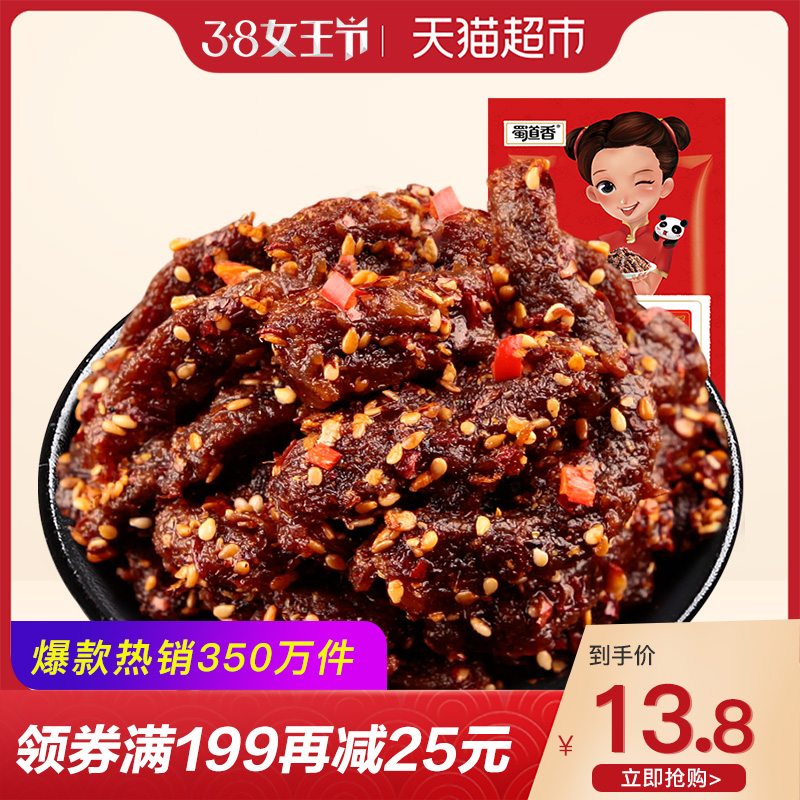 3·8女王节 | 天猫超市
蜀道香®
爆款热销350万件
领券满199再减25元
到手价
¥13.8
立即抢购>